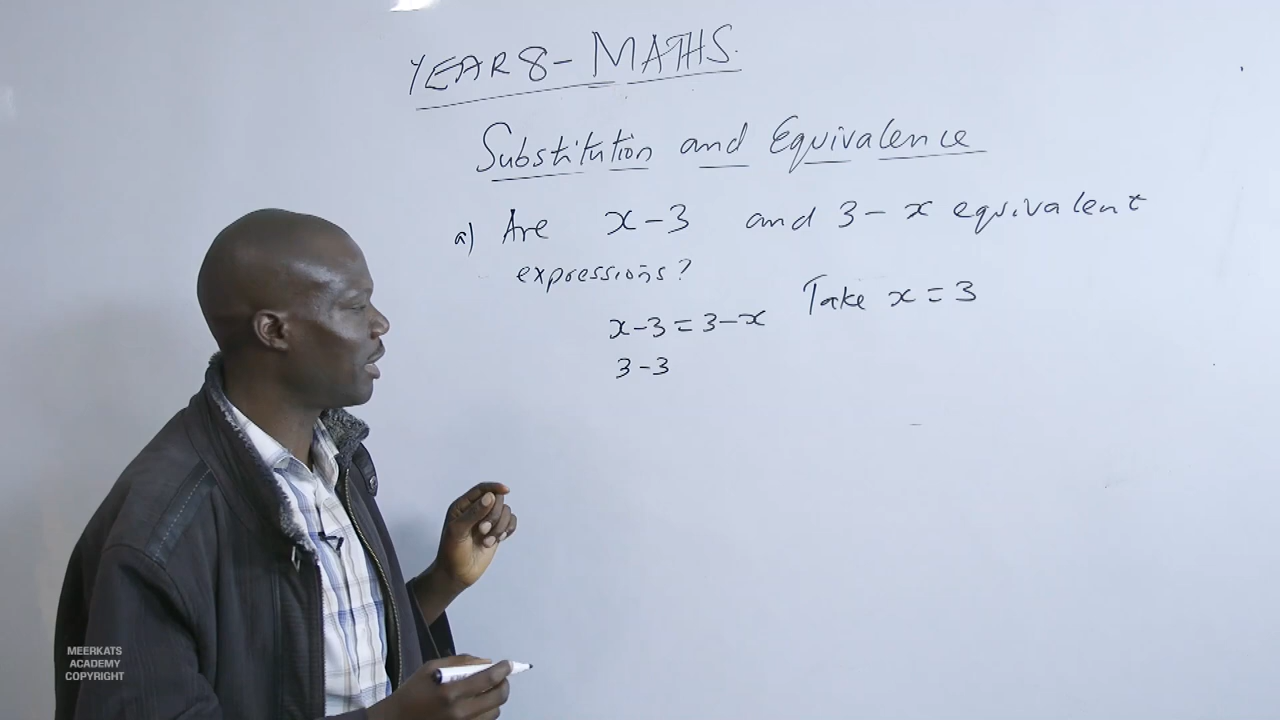 YEAR 8 - MATHS.
Substitution and Equivalence
a) Are x - 3 and 3 - x equivalent
expressions?
Take x = 3
x - 3 = 3 - x
3 - 3
MEERKATS
ACADEMY
COPYRIGHT